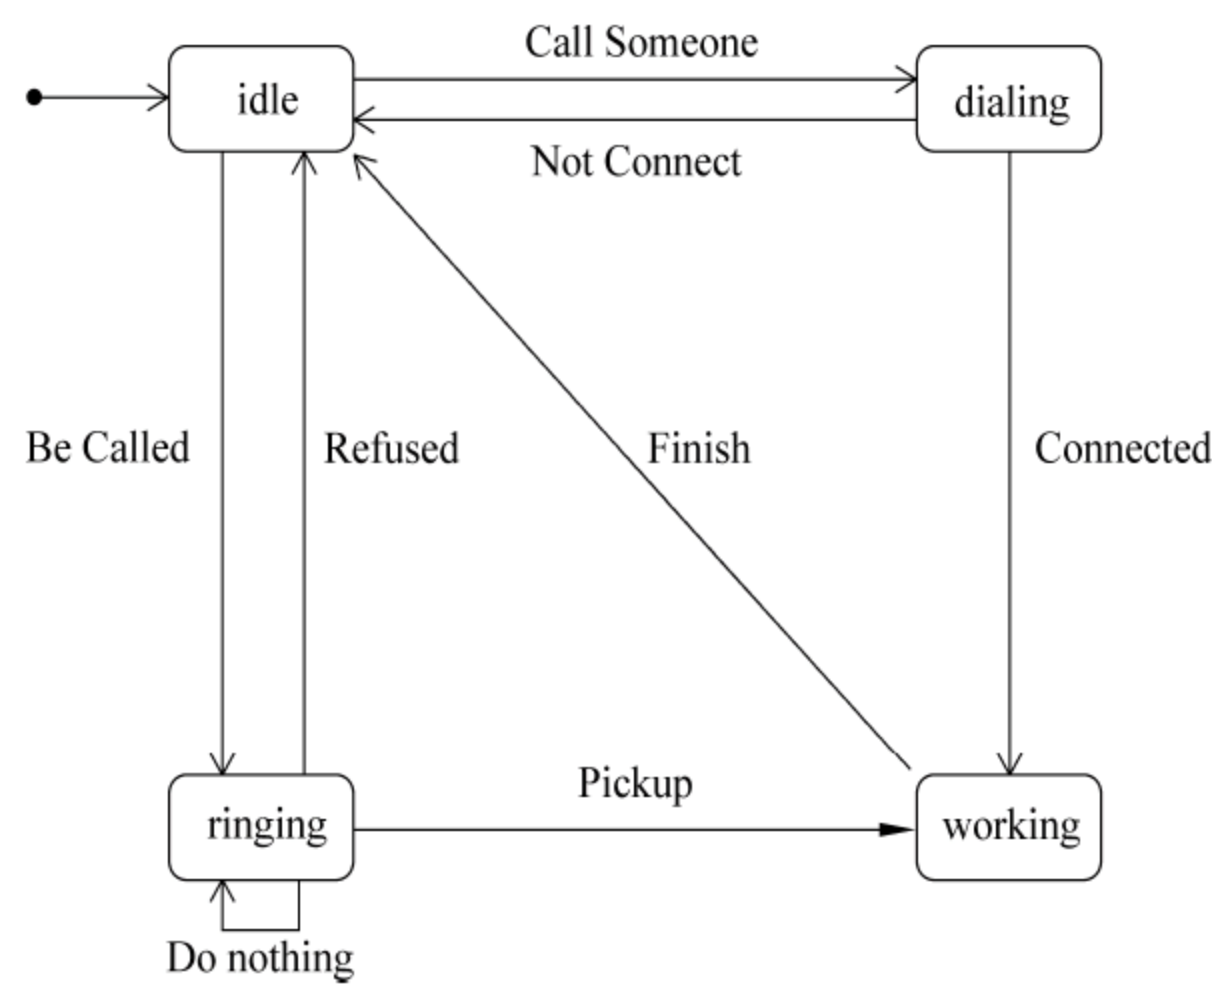 Call Someone
idle
dialing
Not Connect
Be Called
Refused
Finish
Connected
Pickup
ringing
working
Do nothing